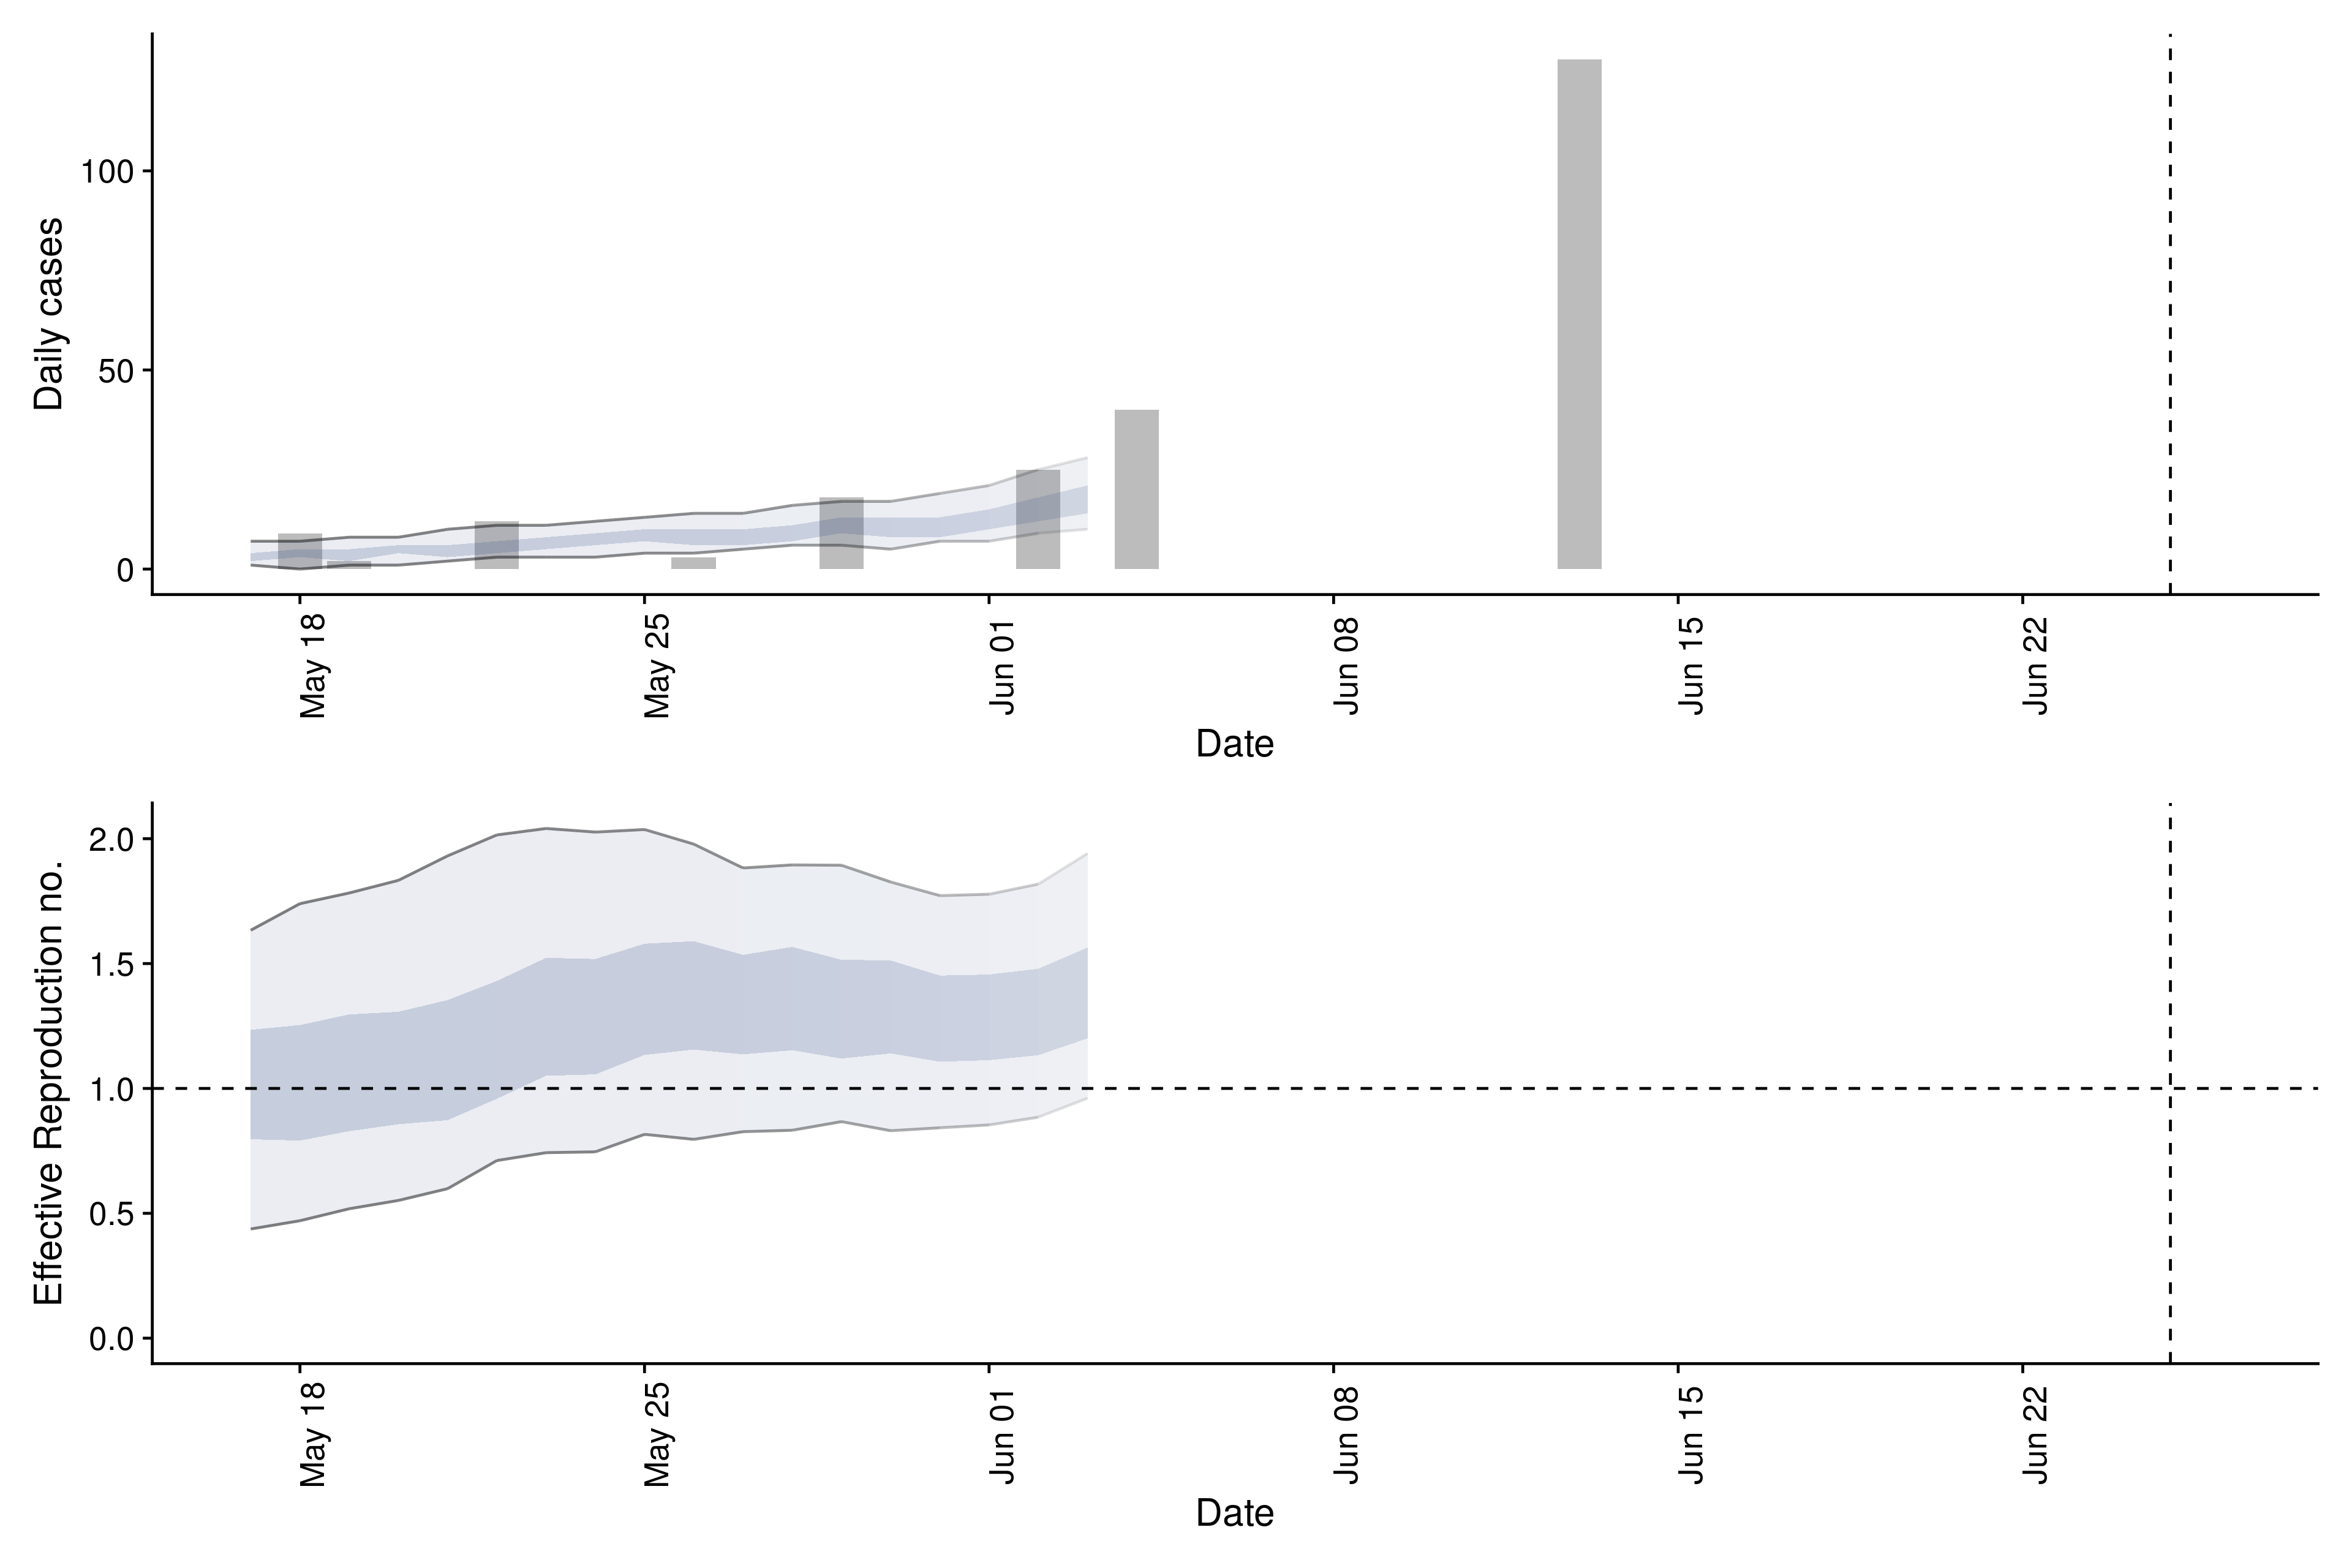 Daily cases
100
50
0
May 18
May 25
Jun 01
Jun 08
Jun 15
Jun 22
Date
Effective Reproduction no.
2.0
1.5
1.0
0.5
0.0
May 18
May 25
Jun 01
Jun 08
Jun 15
Jun 22
Date